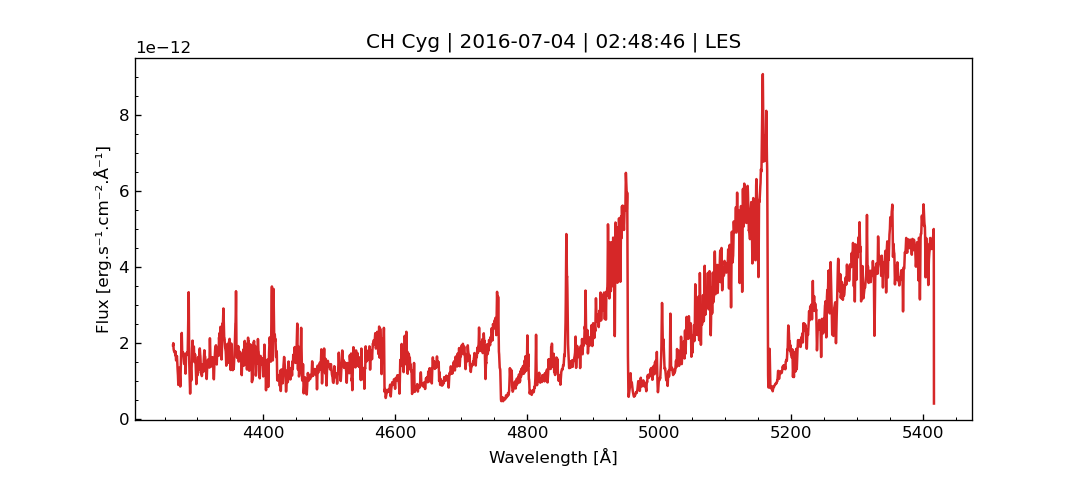 CH Cyg | 2016-07-04 | 02:48:46 | LES
1e−12
8
6
4
2
0
Flux [erg.s⁻¹.cm⁻².Å⁻¹]
4400 4600 4800 5000 5200 5400
Wavelength [Å]